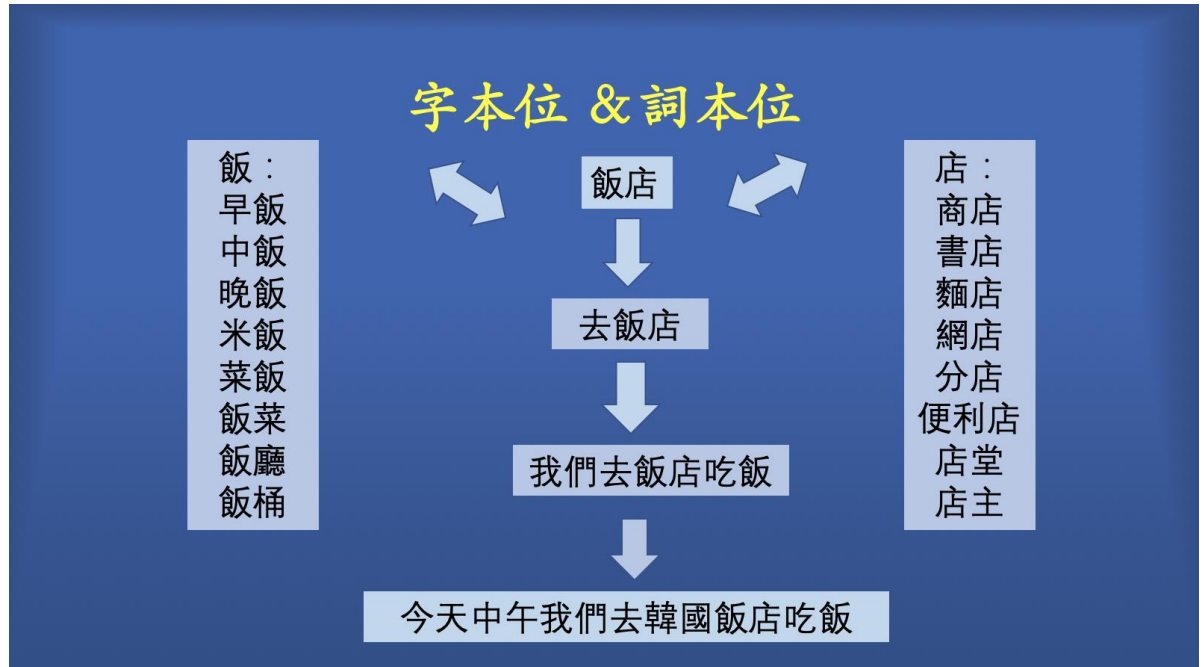 字本位 & 詞本位
飯：
早飯
中飯
晚飯
米飯
菜飯
飯菜
飯廳
飯桶
飯店
去飯店
我們去飯店吃飯
今天中午我們去韓國飯店吃飯
店：
商店
書店
麵店
網店
分店
便利店
店堂
店主